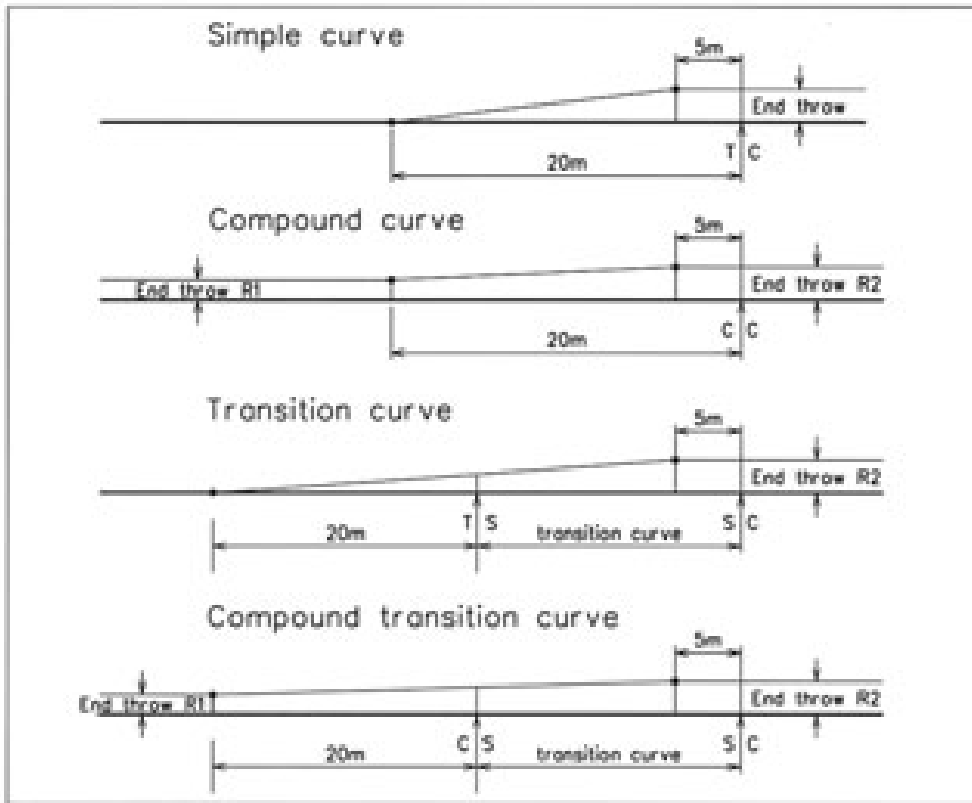 Simple curve
5m
End throw
T C
20m
Compound curve
5m
End throw R1
End throw R2
C C
20m
Transition curve
5m
End throw R2
T S
S C
20m
transition curve
Compound transition curve
5m
End throw R1
End throw R2
C S
S C
20m
transition curve